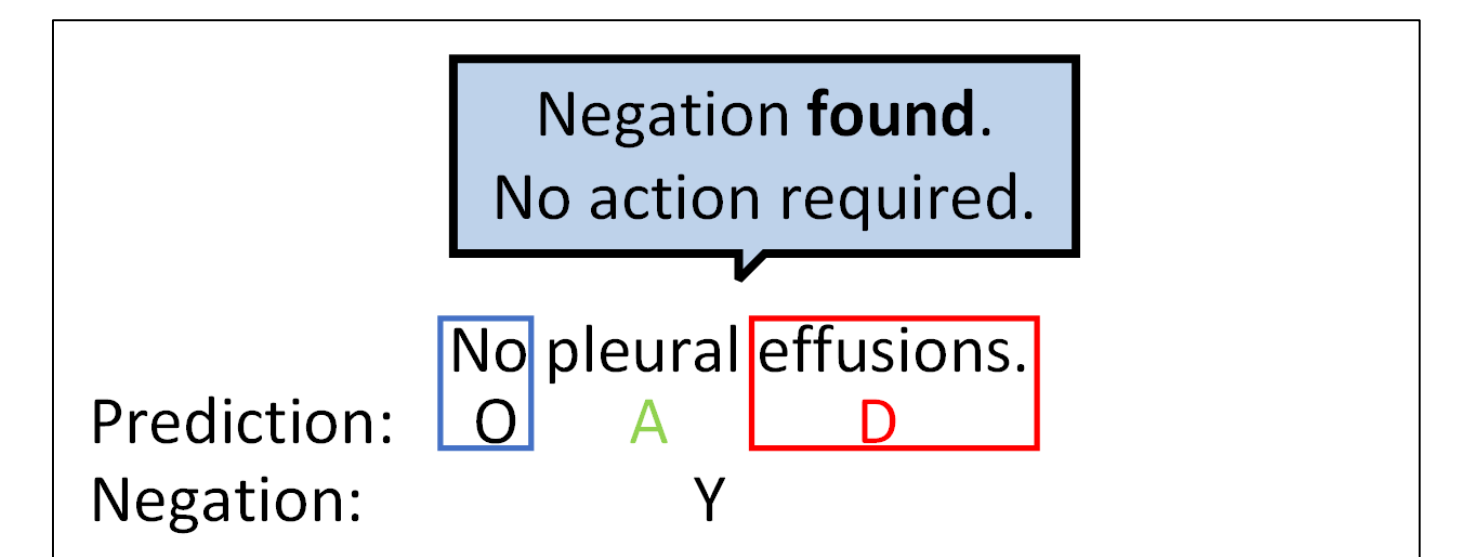 Negation found.
No action required.
No pleural effusions.
Prediction: O A D
Negation: Y